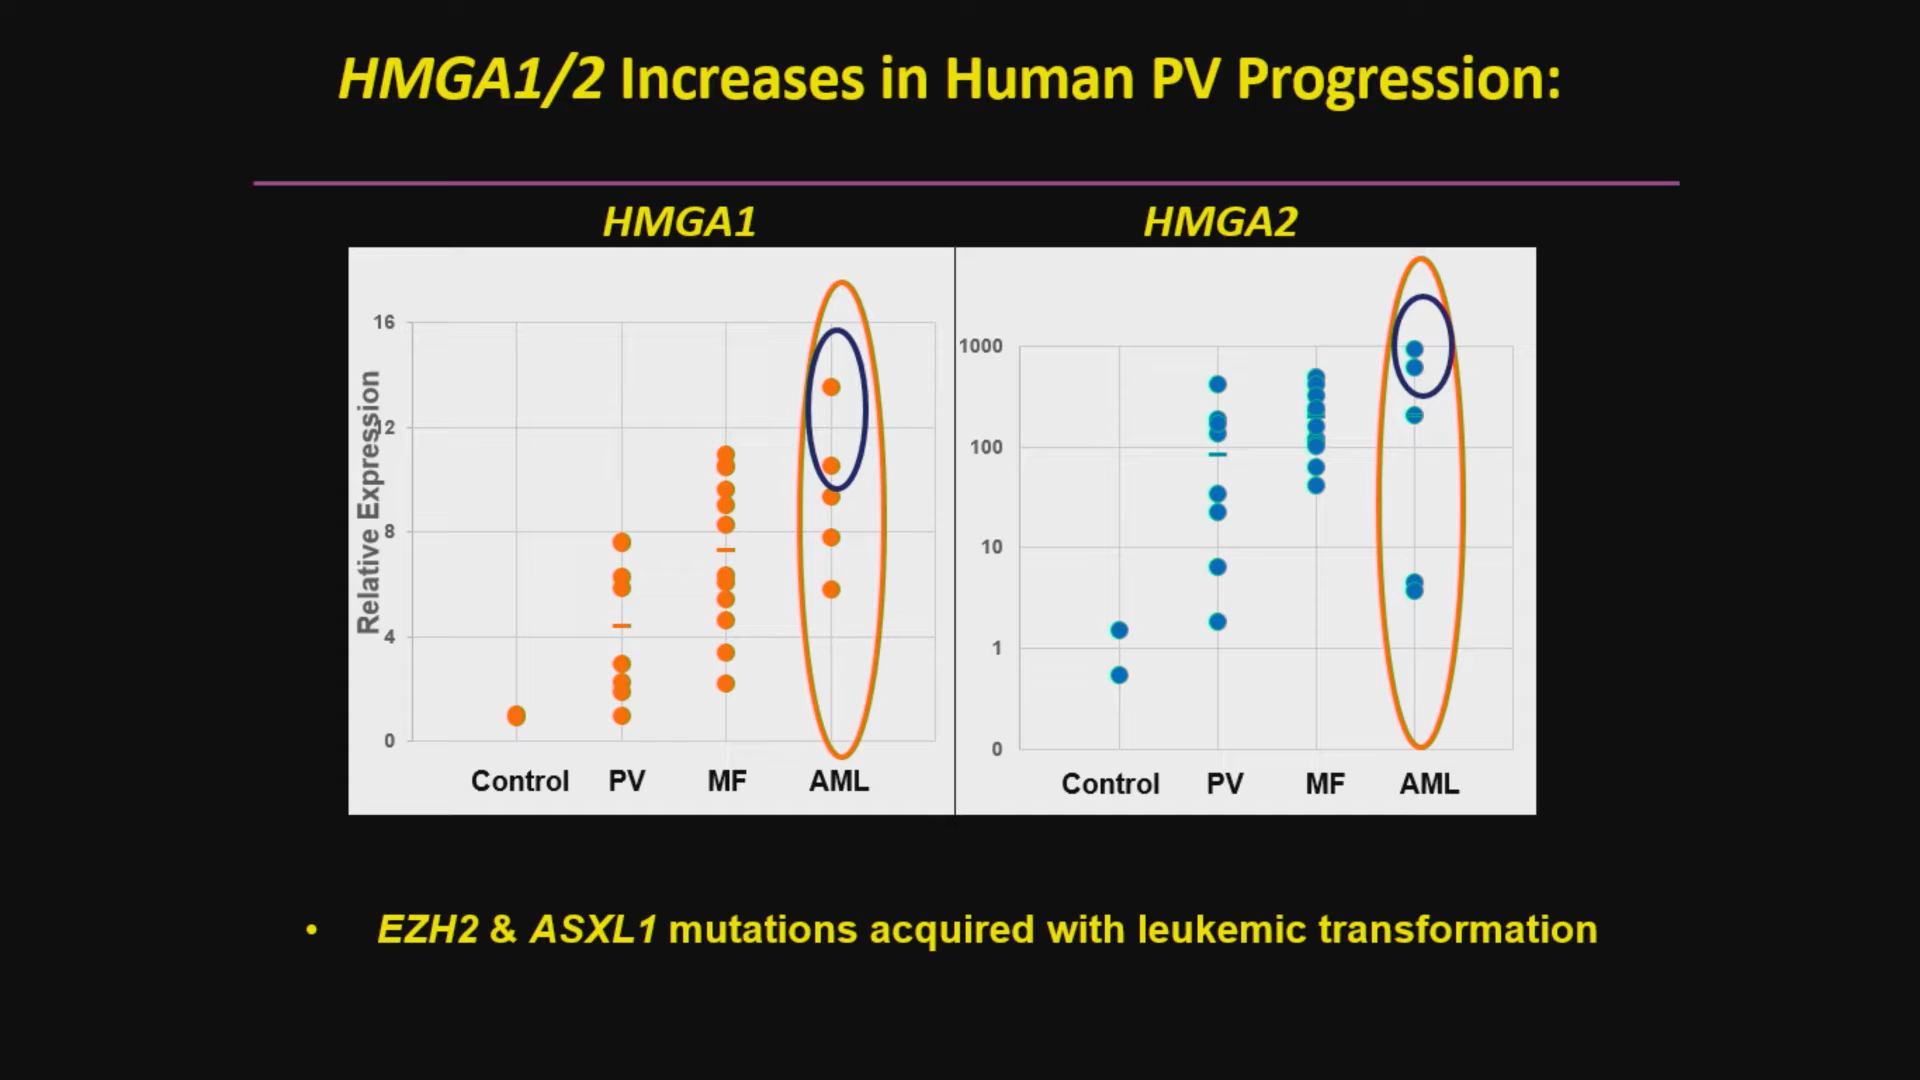 HMGA1/2 Increases in Human PV Progression:
HMGA1
HMGA2
Relative Expression
16
12
8
4
0
Control PV MF AML
1000
100
10
1
0
Control PV MF AML
• EZH2 & ASXL1 mutations acquired with leukemic transformation